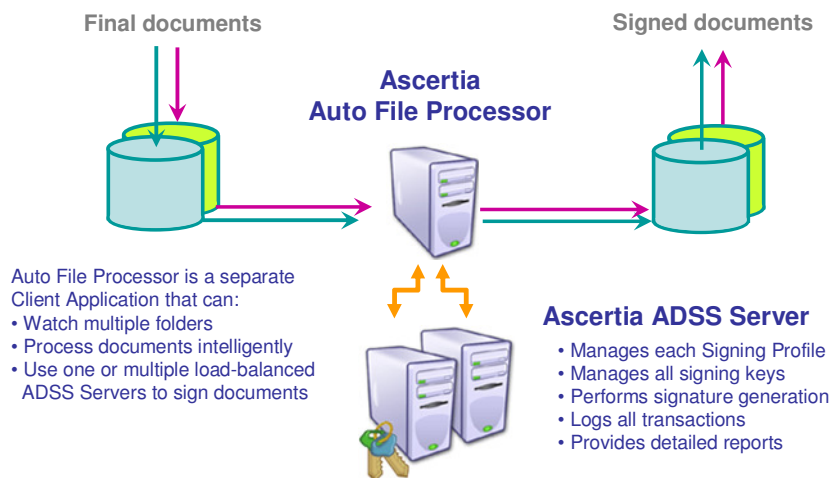 Final documents
Signed documents
Ascertia
Auto File Processor
Auto File Processor is a separate
Client Application that can:
• Watch multiple folders
• Process documents intelligently
• Use one or multiple load-balanced
ADSS Servers to sign documents
Ascertia ADSS Server
• Manages each Signing Profile
• Manages all signing keys
• Performs signature generation
• Logs all transactions
• Provides detailed reports